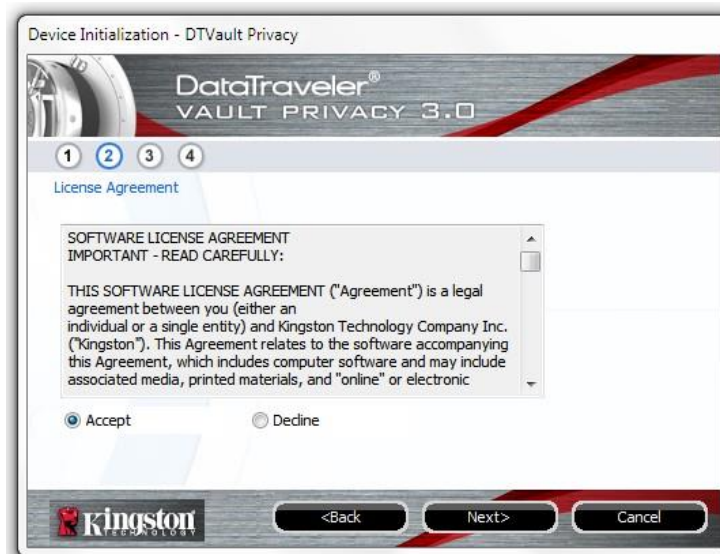 Device Initialization - DTVault Privacy
DataTraveler®
VAULT PRIVACY 3.0
1 2 3 4
License Agreement
SOFTWARE LICENSE AGREEMENT
IMPORTANT - READ CAREFULLY:
THIS SOFTWARE LICENSE AGREEMENT ("Agreement") is a legal
agreement between you (either an
individual or a single entity) and Kingston Technology Company Inc.
("Kingston"). This Agreement relates to the software accompanying
this Agreement, which includes computer software and may include
associated media, printed materials, and "online" or electronic
Accept Decline
Kingston
TECHNOLOGY
<Back Next> Cancel